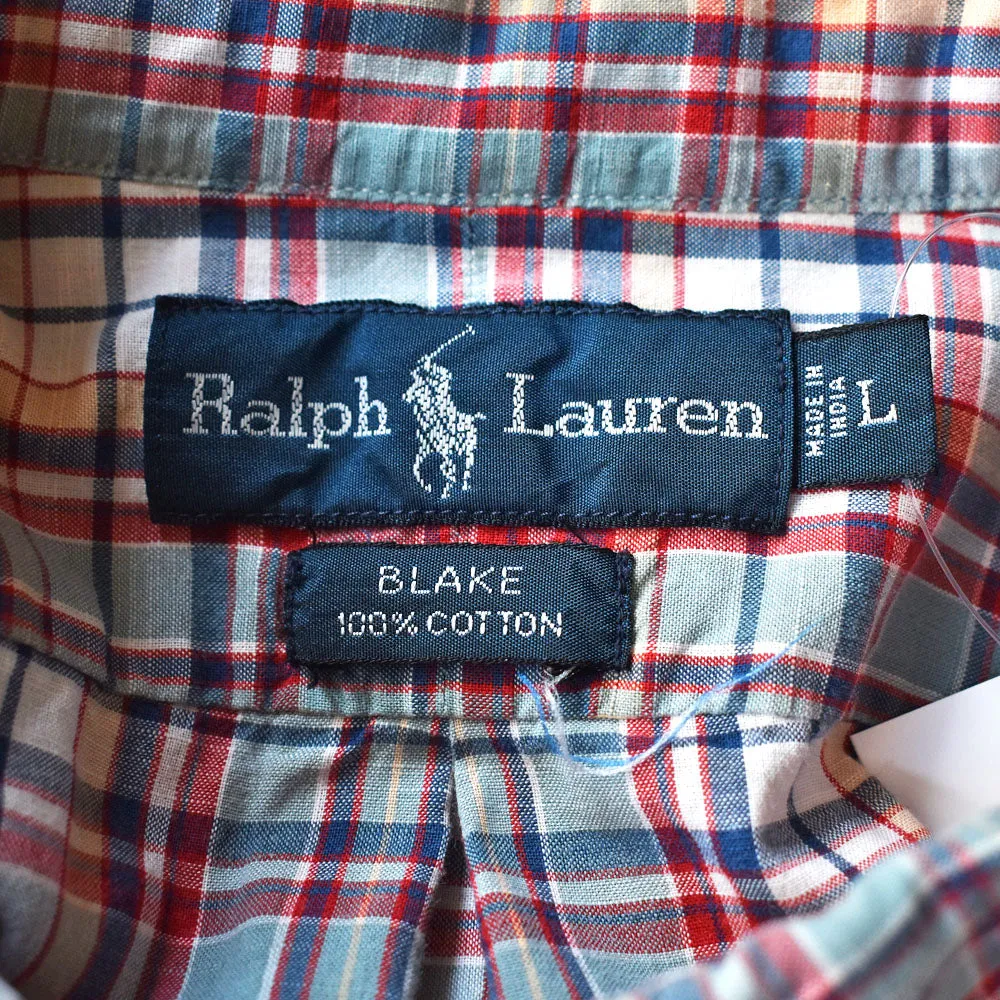 Ralph Lauren
MADE IN
INDIA
L
BLAKE
100% COTTON